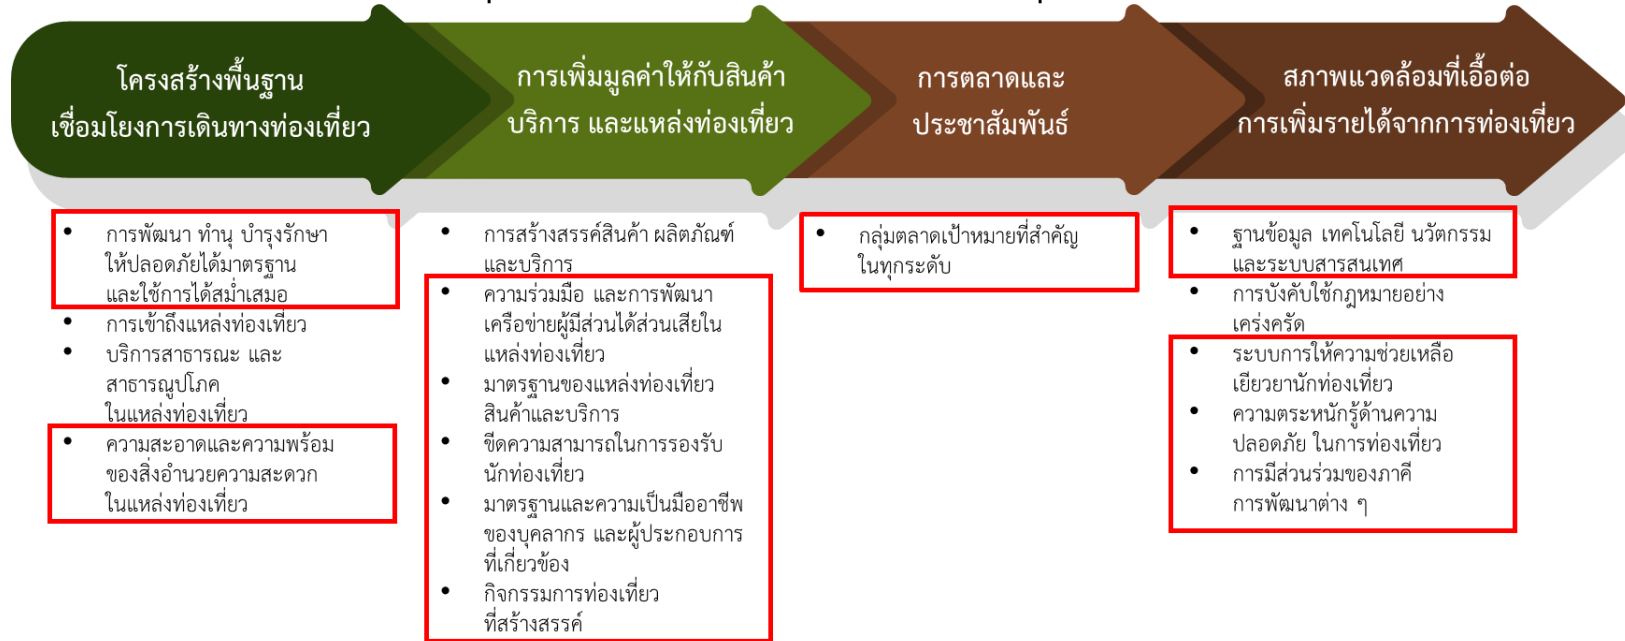 โครงสร้างพื้นฐาน
เชื่อมโยงการเดินทางท่องเที่ยว
การเพิ่มมูลค่าให้กับสินค้า
บริการ และแหล่งท่องเที่ยว
การตลาดและ
ประชาสัมพันธ์
สภาพแวดล้อมที่เอื้อต่อ
การเพิ่มรายได้จากการท่องเที่ยว
• การพัฒนา ทำนุ บำรุงรักษา
ให้ปลอดภัยได้มาตรฐาน
และใช้การได้สม่ำเสมอ
• การเข้าถึงแหล่งท่องเที่ยว
• บริการสาธารณะ และ
สาธารณูปโภค
ในแหล่งท่องเที่ยว
• ความสะอาดและความพร้อม
ของสิ่งอำนวยความสะดวก
ในแหล่งท่องเที่ยว
• การสร้างสรรค์สินค้า ผลิตภัณฑ์
และบริการ
• ความร่วมมือ และการพัฒนา
เครือข่ายผู้มีส่วนได้ส่วนเสียใน
แหล่งท่องเที่ยว
• มาตรฐานของแหล่งท่องเที่ยว
สินค้าและบริการ
• ขีดความสามารถในการรองรับ
นักท่องเที่ยว
• มาตรฐานและความเป็นมืออาชีพ
ของบุคลากร และผู้ประกอบการ
ที่เกี่ยวข้อง
• กิจกรรมการท่องเที่ยว
ที่สร้างสรรค์
• กลุ่มตลาดเป้าหมายที่สำคัญ
ในทุกระดับ
• ฐานข้อมูล เทคโนโลยี นวัตกรรม
และระบบสารสนเทศ
• การบังคับใช้กฎหมายอย่าง
เคร่งครัด
• ระบบการให้ความช่วยเหลือ
เยียวยานักท่องเที่ยว
• ความตระหนักรู้ด้านความ
ปลอดภัย ในการท่องเที่ยว
• การมีส่วนร่วมของภาคี
การพัฒนาต่าง ๆ